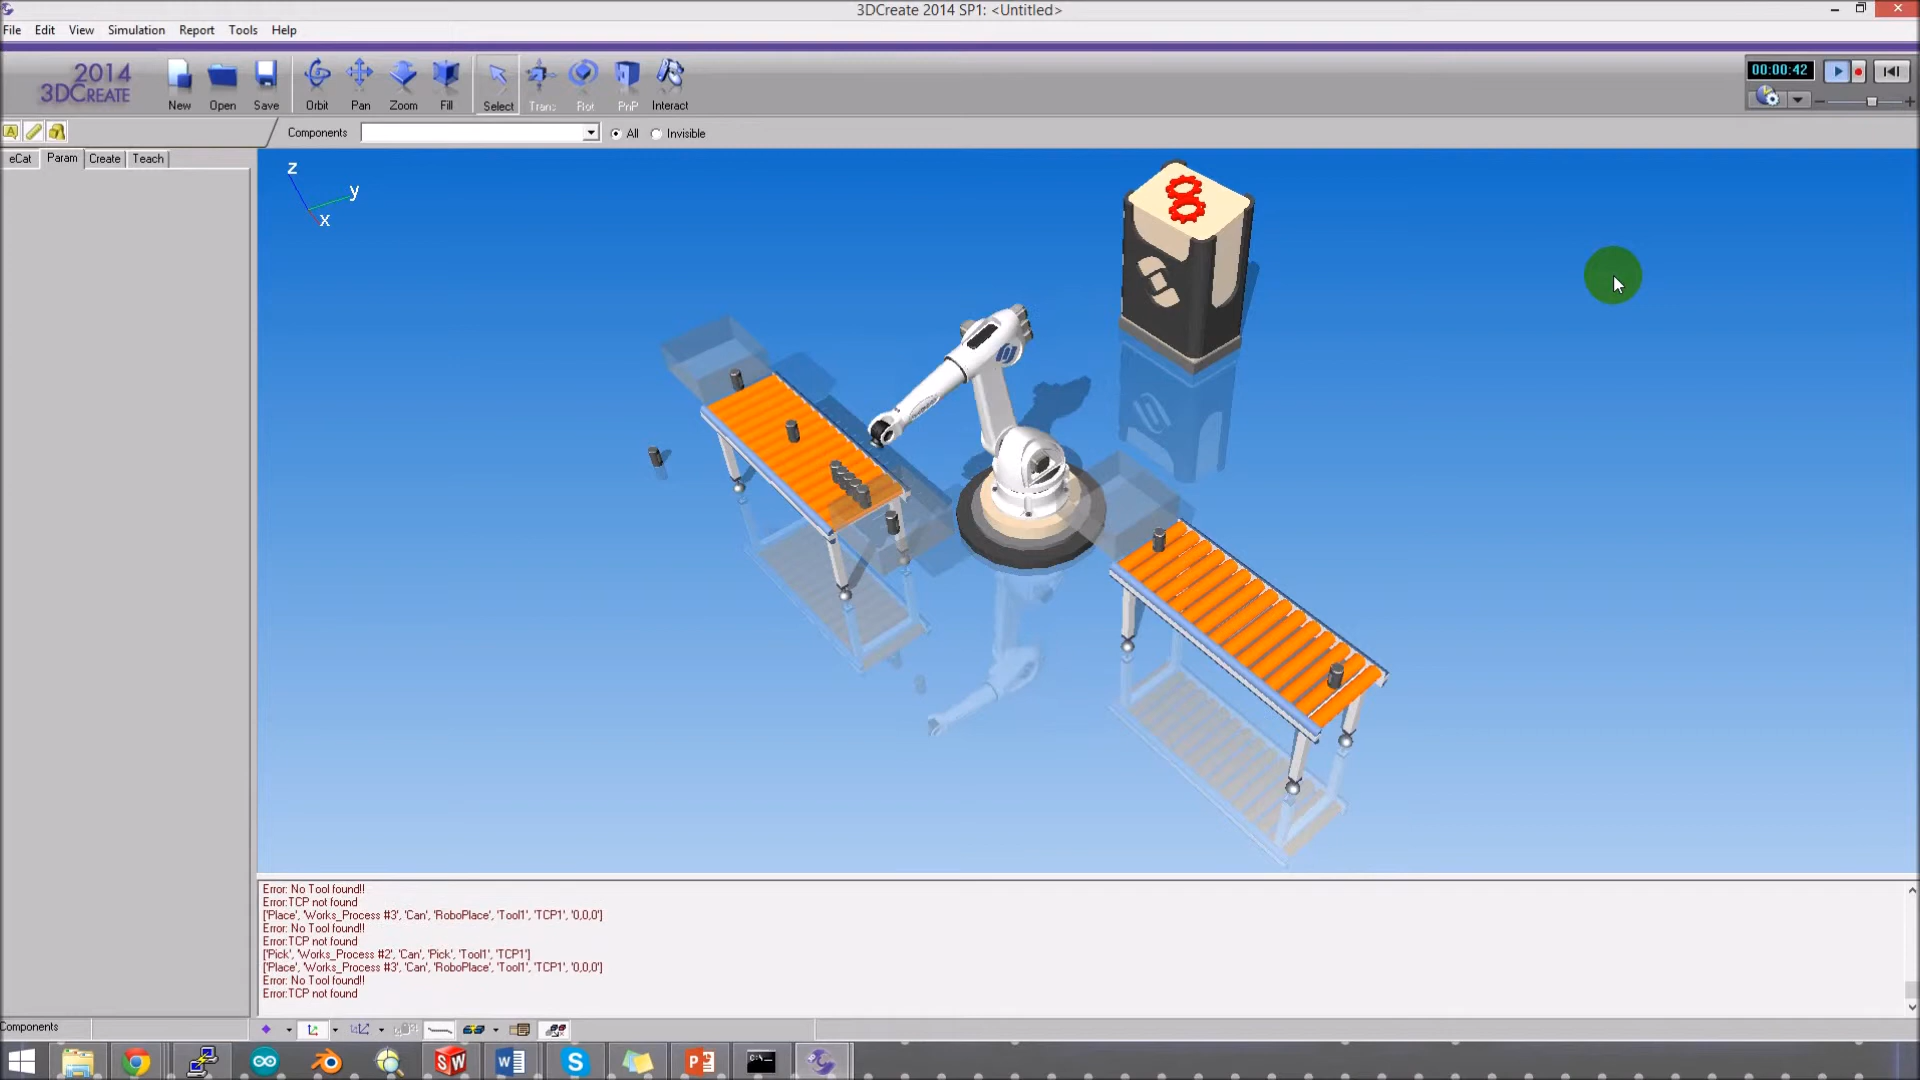 3DCreate 2014 SP1: <Untitled>
File Edit View Simulation Report Tools Help
2014
3DCREATE
New Open Save Orbit Pan Zoom Fill Select Trans Rot PnP Interact
00:00:42
Components All Invisible
eCat Param Create Teach
z
y
x
Error: No Tool found!!
Error:TCP not found
['Place', 'Works_Process #3', 'Can', 'RoboPlace', 'Tool1', 'TCP1', '0,0,0']
Error: No Tool found!!
Error:TCP not found
['Pick', 'Works_Process #2', 'Can', 'Pick', 'Tool1', 'TCP1']
['Place', 'Works_Process #3', 'Can', 'RoboPlace', 'Tool1', 'TCP1', '0,0,0']
Error: No Tool found!!
Error:TCP not found
Components